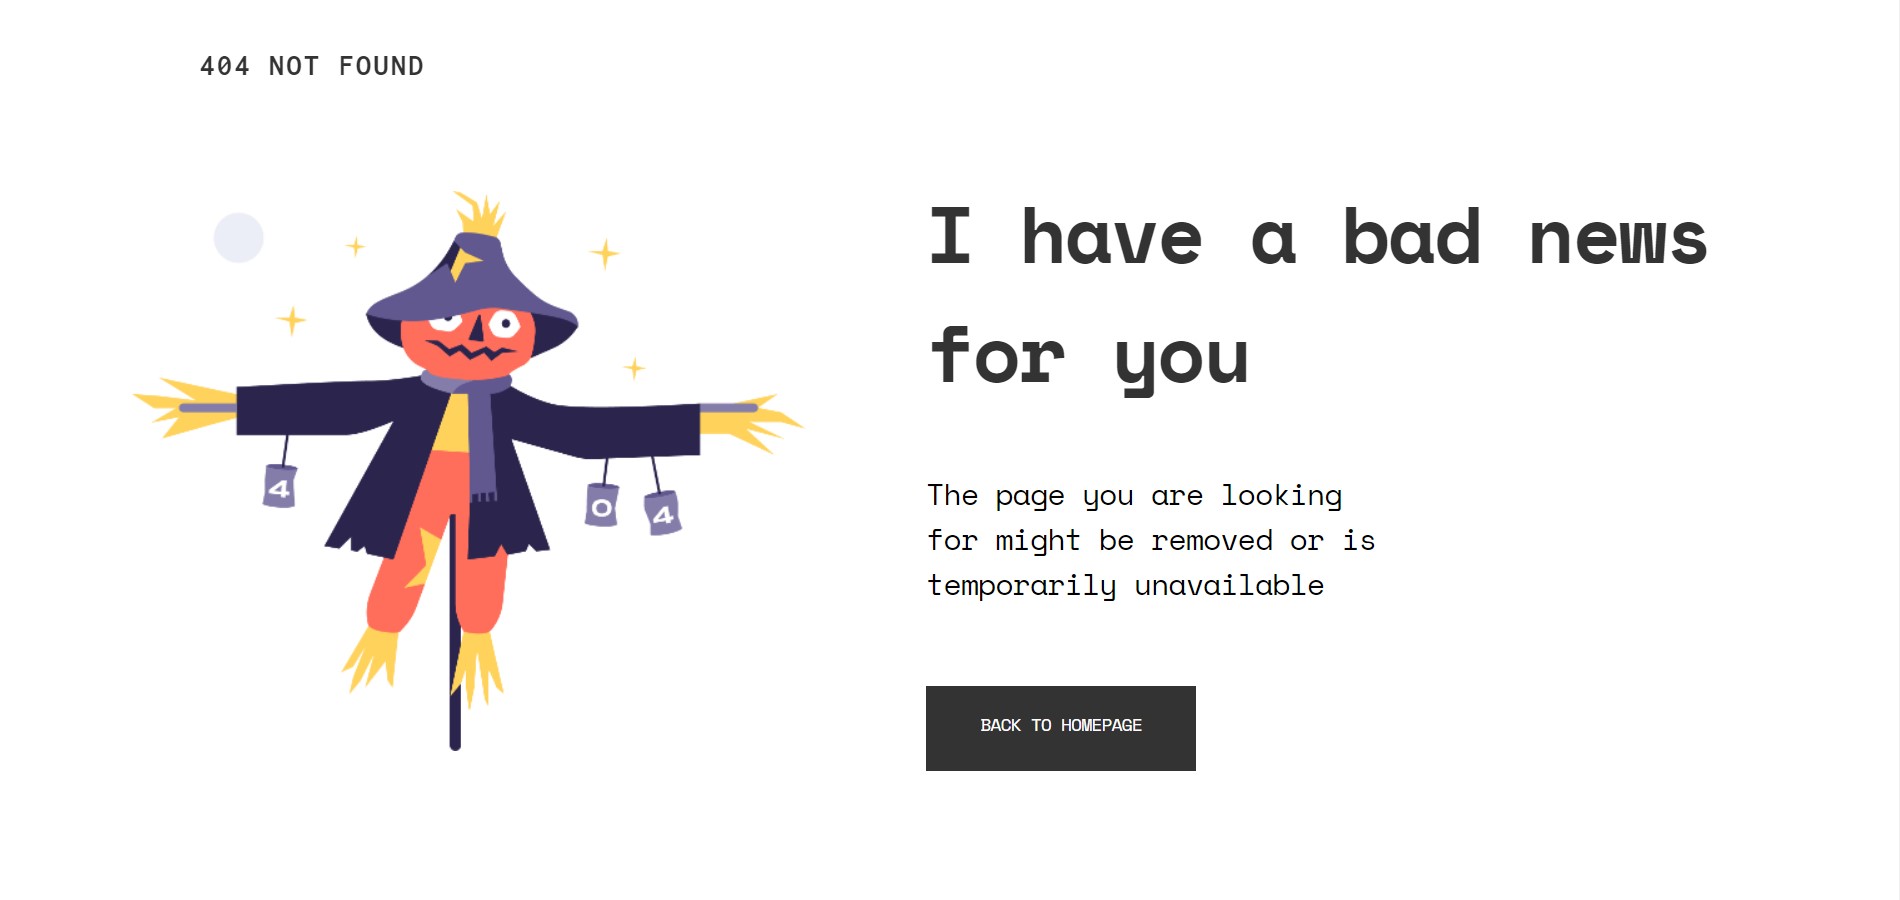 404 NOT FOUND
4
0
4
I have a bad news
for you
The page you are looking
for might be removed or is
temporarily unavailable
BACK TO HOMEPAGE